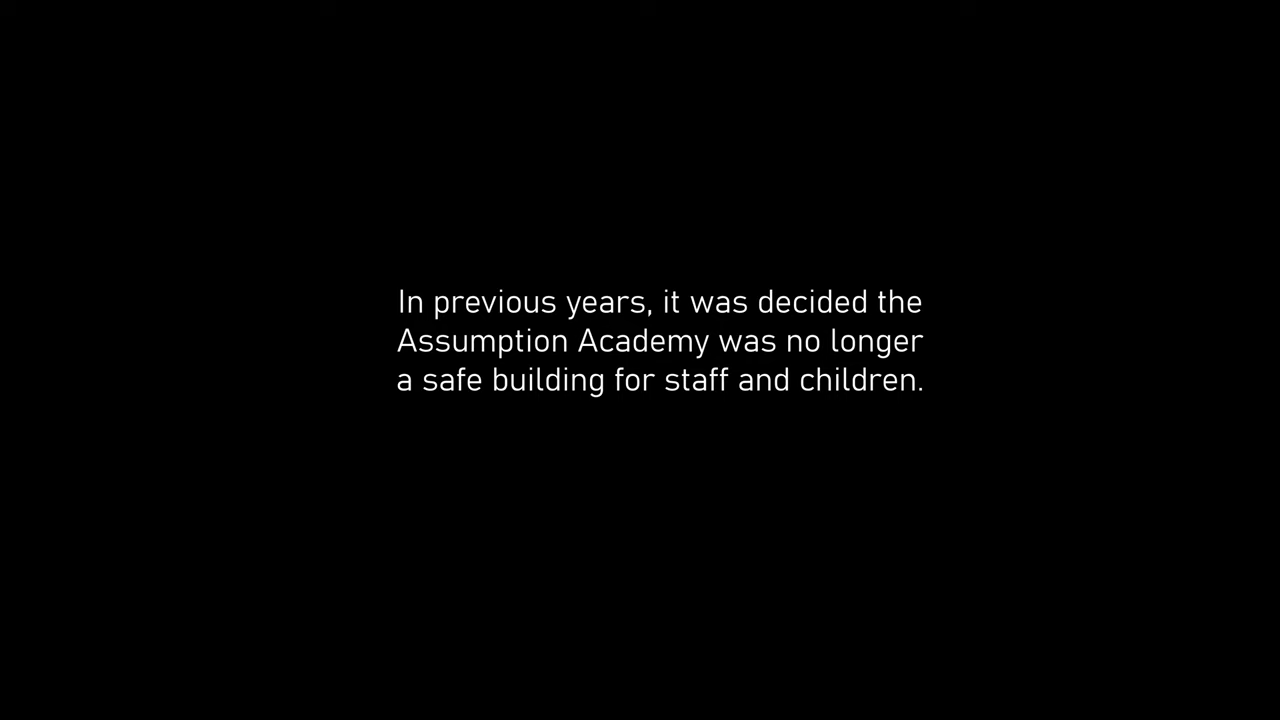 In previous years, it was decided the
Assumption Academy was no longer
a safe building for staff and children.